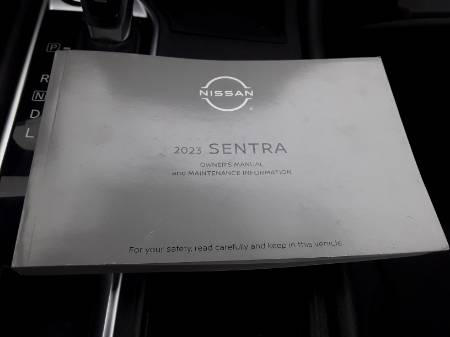 P
R
N
D
L
NISSAN
2023 SENTRA
OWNER'S MANUAL
and MAINTENANCE INFORMATION
For your safety, read carefully and keep in this vehicle.